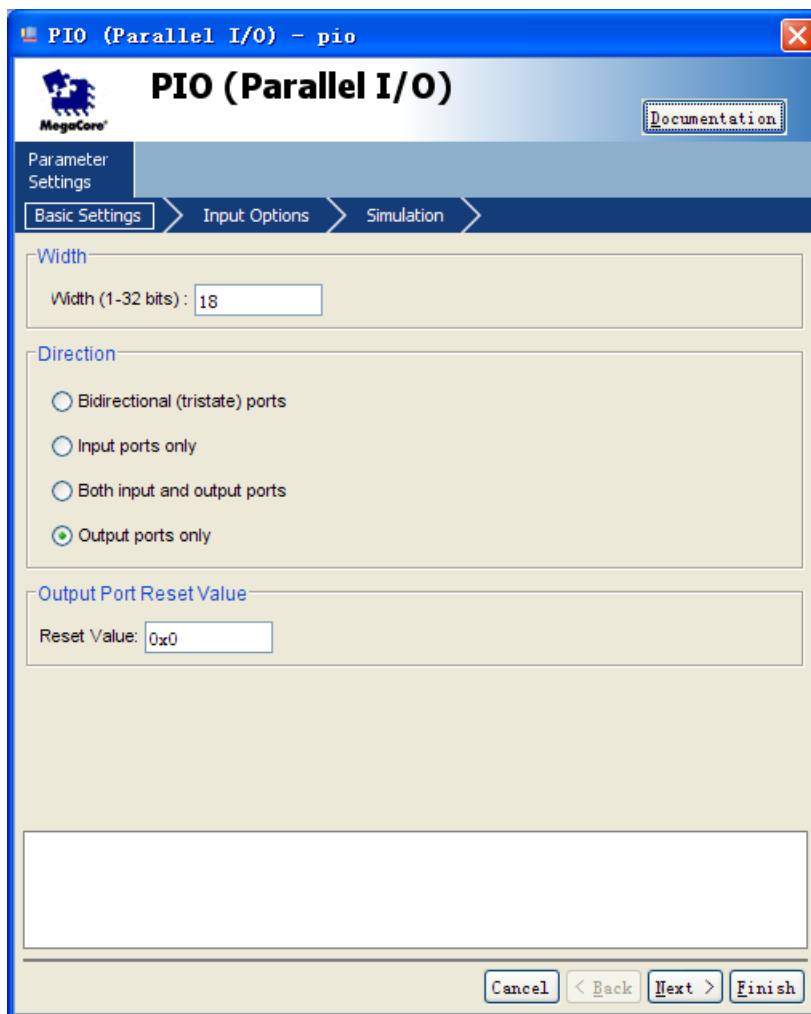 PIO (Parallel I/O) - pio
PIO (Parallel I/O)
MegaCore®
Documentation
Parameter
Settings
Basic Settings
Input Options
Simulation
Width
Width (1-32 bits) : 18
Direction
Bidirectional (tristate) ports
Input ports only
Both input and output ports
Output ports only
Output Port Reset Value
Reset Value: 0x0
Cancel
< Back
Next >
Finish